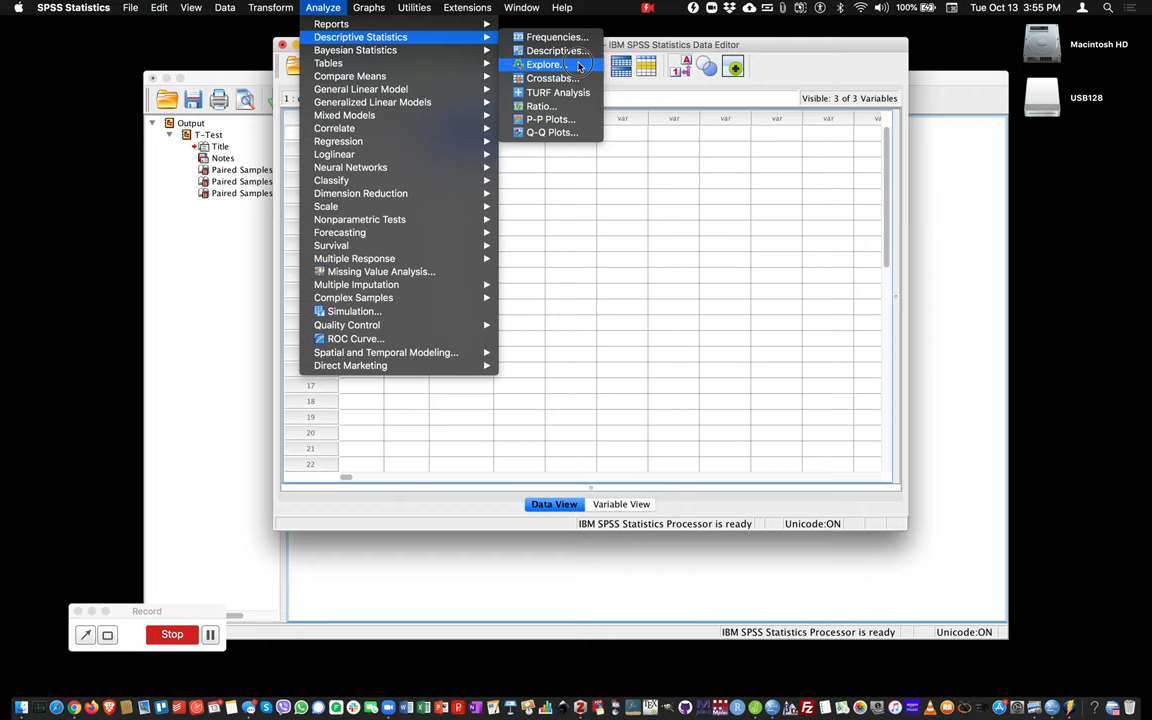 SPSS Statistics File Edit View Data Transform Analyze Graphs Utilities Extensions Window Help 100% Tue Oct 13 3:55 PM
Reports
Descriptive Statistics
Bayesian Statistics
Tables
Compare Means
General Linear Model
Generalized Linear Models
Mixed Models
Correlate
Regression
Loglinear
Neural Networks
Classify
Dimension Reduction
Scale
Nonparametric Tests
Forecasting
Survival
Multiple Response
Missing Value Analysis...
Multiple Imputation
Complex Samples
Simulation...
Quality Control
ROC Curve...
Spatial and Temporal Modeling...
Direct Marketing
Frequencies...
Descriptives...
Explore...
Crosstabs...
TURF Analysis
Ratio...
P-P Plots...
Q-Q Plots...
- IBM SPSS Statistics Data Editor
1 :
Visible: 3 of 3 Variables
var var var var
17
18
19
20
21
22
Data View Variable View
IBM SPSS Statistics Processor is ready Unicode:ON
Output
T-Test
Title
Notes
Paired Samples
Paired Samples
Paired Samples
IBM SPSS Statistics Processor is ready Unicode:ON
Record
Stop
Macintosh HD
USB128